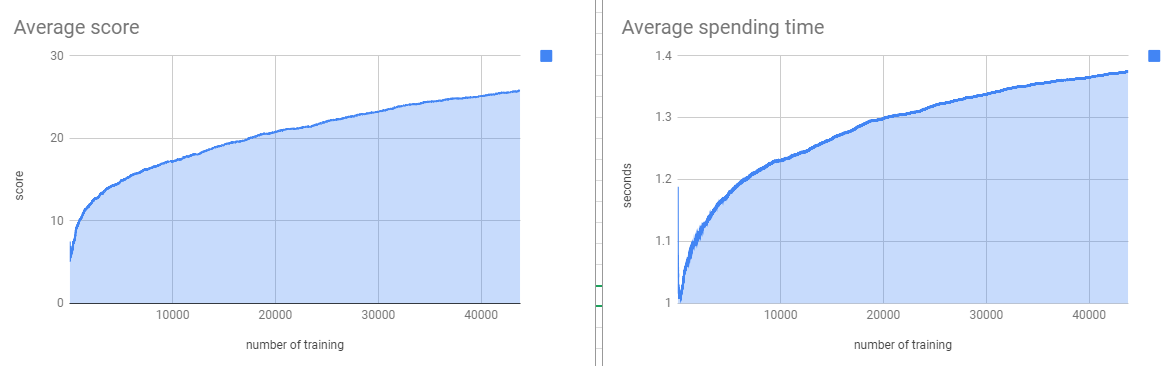 Average score
30
20
10
0
score
10000 20000 30000 40000
number of training
Average spending time
1.4
1.3
1.2
1.1
1
seconds
10000 20000 30000 40000
number of training